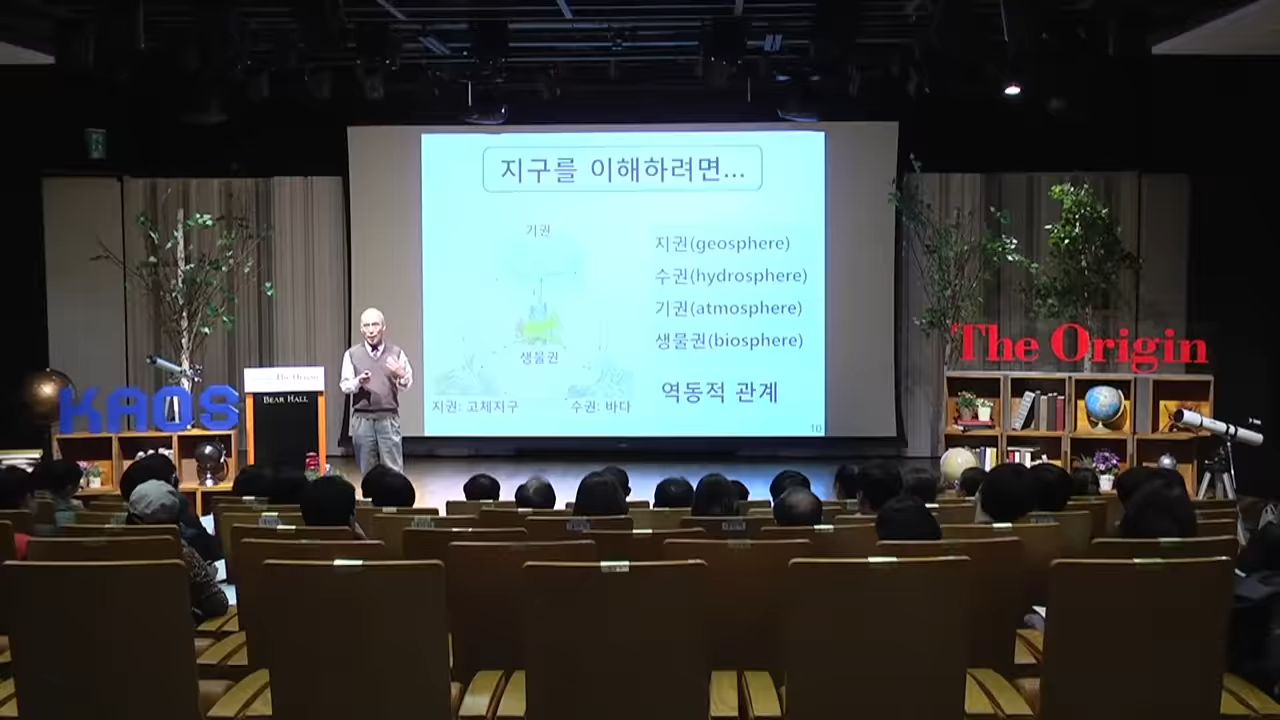 지구를 이해하려면...
기권
생물권
지권: 고체지구
수권: 바다
지권(geosphere)
수권(hydrosphere)
기권(atmosphere)
생물권(biosphere)
역동적 관계
10
KAOS
The Origin
BEAR HALL
The Origin